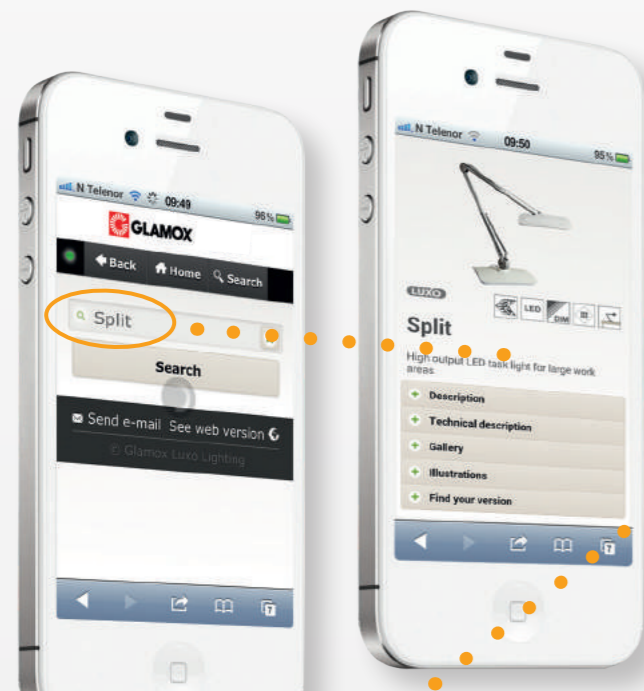 N Telenor 09:49 96%
GLAMOX
Back Home Search
Split
Search
Send e-mail See web version
© Glamox Luxo Lighting
7
N Telenor 09:50 95%
LUXO
LED DIM
Split
High output LED task light for large work
areas
Description
Technical description
Gallery
Illustrations
Find your version
7